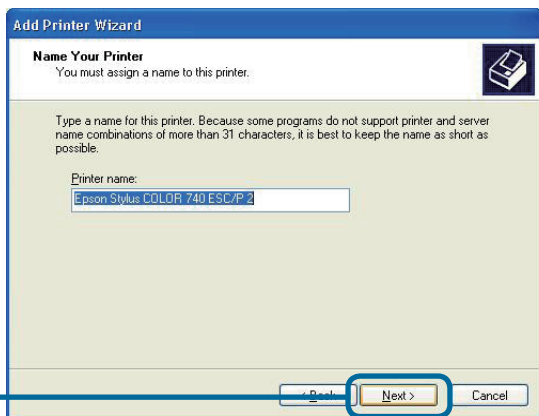 Add Printer Wizard
Name Your Printer
You must assign a name to this printer.
Type a name for this printer. Because some programs do not support printer and server
name combinations of more than 31 characters, it is best to keep the name as short as
possible.
Printer name:
Epson Stylus COLOR 740 ESC/P 2
< Back
Next >
Cancel